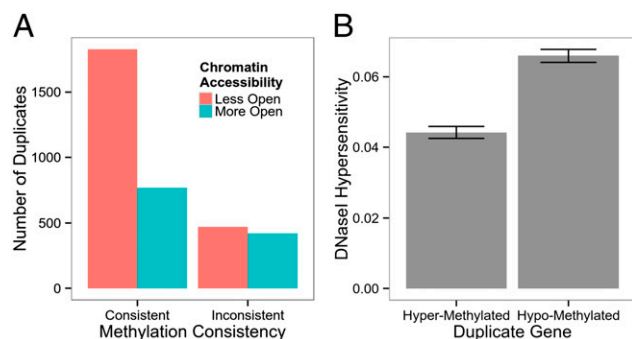 A
Number of Duplicates
1500
1000
500
0
Chromatin
Accessibility
Less Open
More Open
Consistent
Inconsistent
Methylation Consistency
B
DNaseI Hypersensitivity
0.06
0.04
0.02
0.00
Hyper-Methylated
Hypo-Methylated
Duplicate Gene